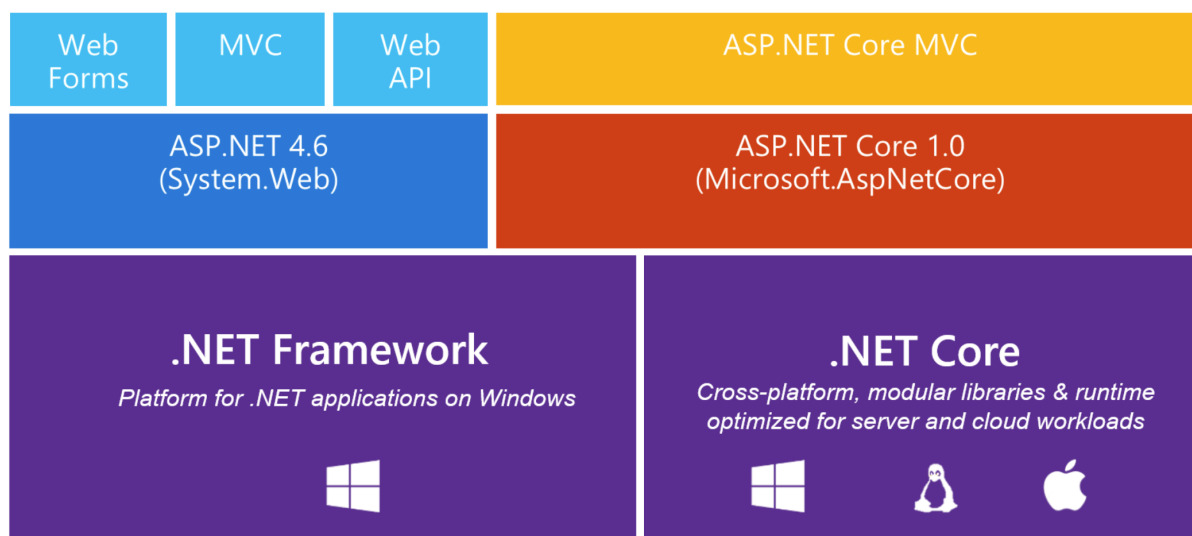 Web
Forms
MVC
Web
API
ASP.NET Core MVC
ASP.NET 4.6
(System.Web)
ASP.NET Core 1.0
(Microsoft.AspNetCore)
.NET Framework
Platform for .NET applications on Windows
.NET Core
Cross-platform, modular libraries & runtime
optimized for server and cloud workloads